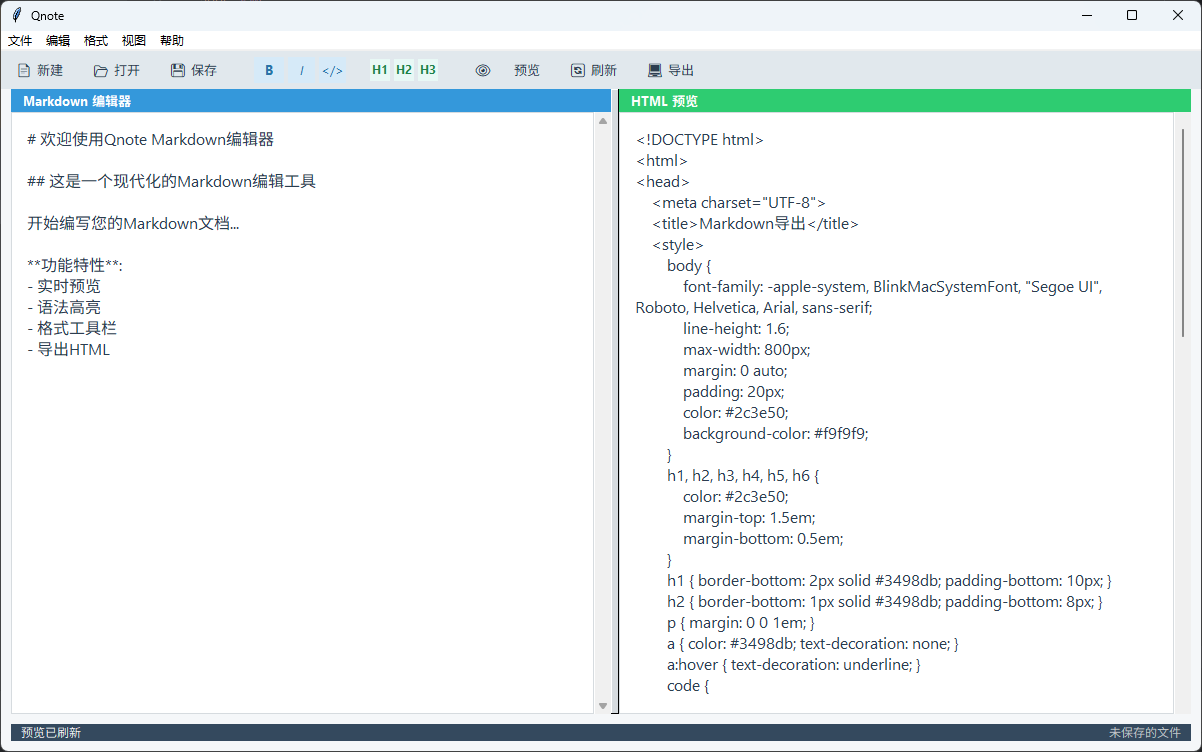 Qnote
文件 编辑 格式 视图 帮助
新建 打开 保存 B I </> H1 H2 H3 预览 刷新 导出
Markdown 编辑器
# 欢迎使用Qnote Markdown编辑器
## 这是一个现代化的Markdown编辑工具
开始编写您的Markdown文档...
**功能特性**:
- 实时预览
- 语法高亮
- 格式工具栏
- 导出HTML
HTML 预览
<!DOCTYPE html>
<html>
<head>
    <meta charset="UTF-8">
    <title>Markdown导出</title>
    <style>
        body {
            font-family: -apple-system, BlinkMacSystemFont, "Segoe UI",
Roboto, Helvetica, Arial, sans-serif;
            line-height: 1.6;
            max-width: 800px;
            margin: 0 auto;
            padding: 20px;
            color: #2c3e50;
            background-color: #f9f9f9;
        }
        h1, h2, h3, h4, h5, h6 {
            color: #2c3e50;
            margin-top: 1.5em;
            margin-bottom: 0.5em;
        }
        h1 { border-bottom: 2px solid #3498db; padding-bottom: 10px; }
        h2 { border-bottom: 1px solid #3498db; padding-bottom: 8px; }
        p { margin: 0 0 1em; }
        a { color: #3498db; text-decoration: none; }
        a:hover { text-decoration: underline; }
        code {
预览已刷新
未保存的文件